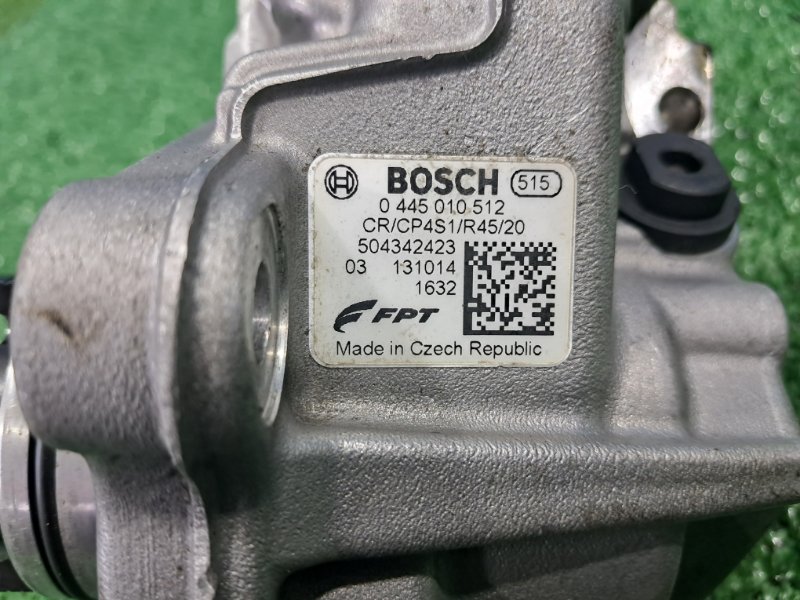 BOSCH 515
0 445 010 512
CR/CP4S1/R45/20
504342423
03 131014
1632
FPT
Made in Czech Republic